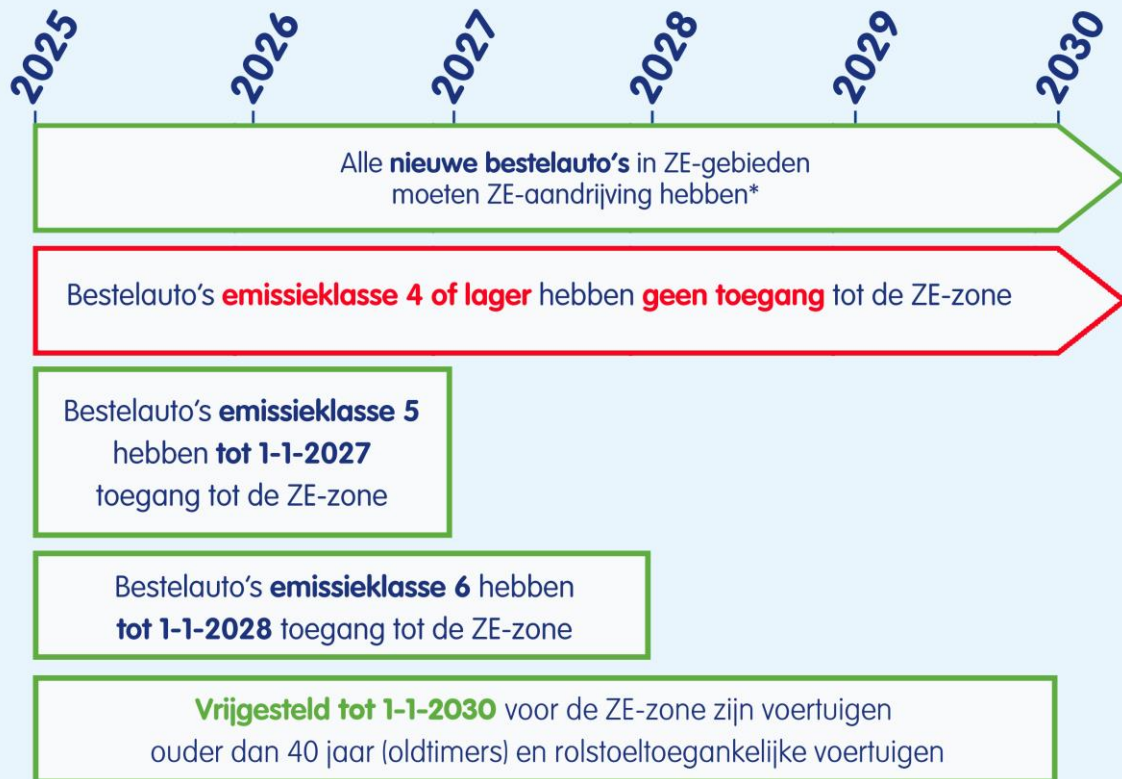 2025 2026 2027 2028 2029 2030
Alle nieuwe bestelauto's in ZE-gebieden
moeten ZE-aandrijving hebben*
Bestelauto's emissieklasse 4 of lager hebben geen toegang tot de ZE-zone
Bestelauto's emissieklasse 5
hebben tot 1-1-2027
toegang tot de ZE-zone
Bestelauto's emissieklasse 6 hebben
tot 1-1-2028 toegang tot de ZE-zone
Vrijgesteld tot 1-1-2030 voor de ZE-zone zijn voertuigen
ouder dan 40 jaar (oldtimers) en rolstoeltoegankelijke voertuigen